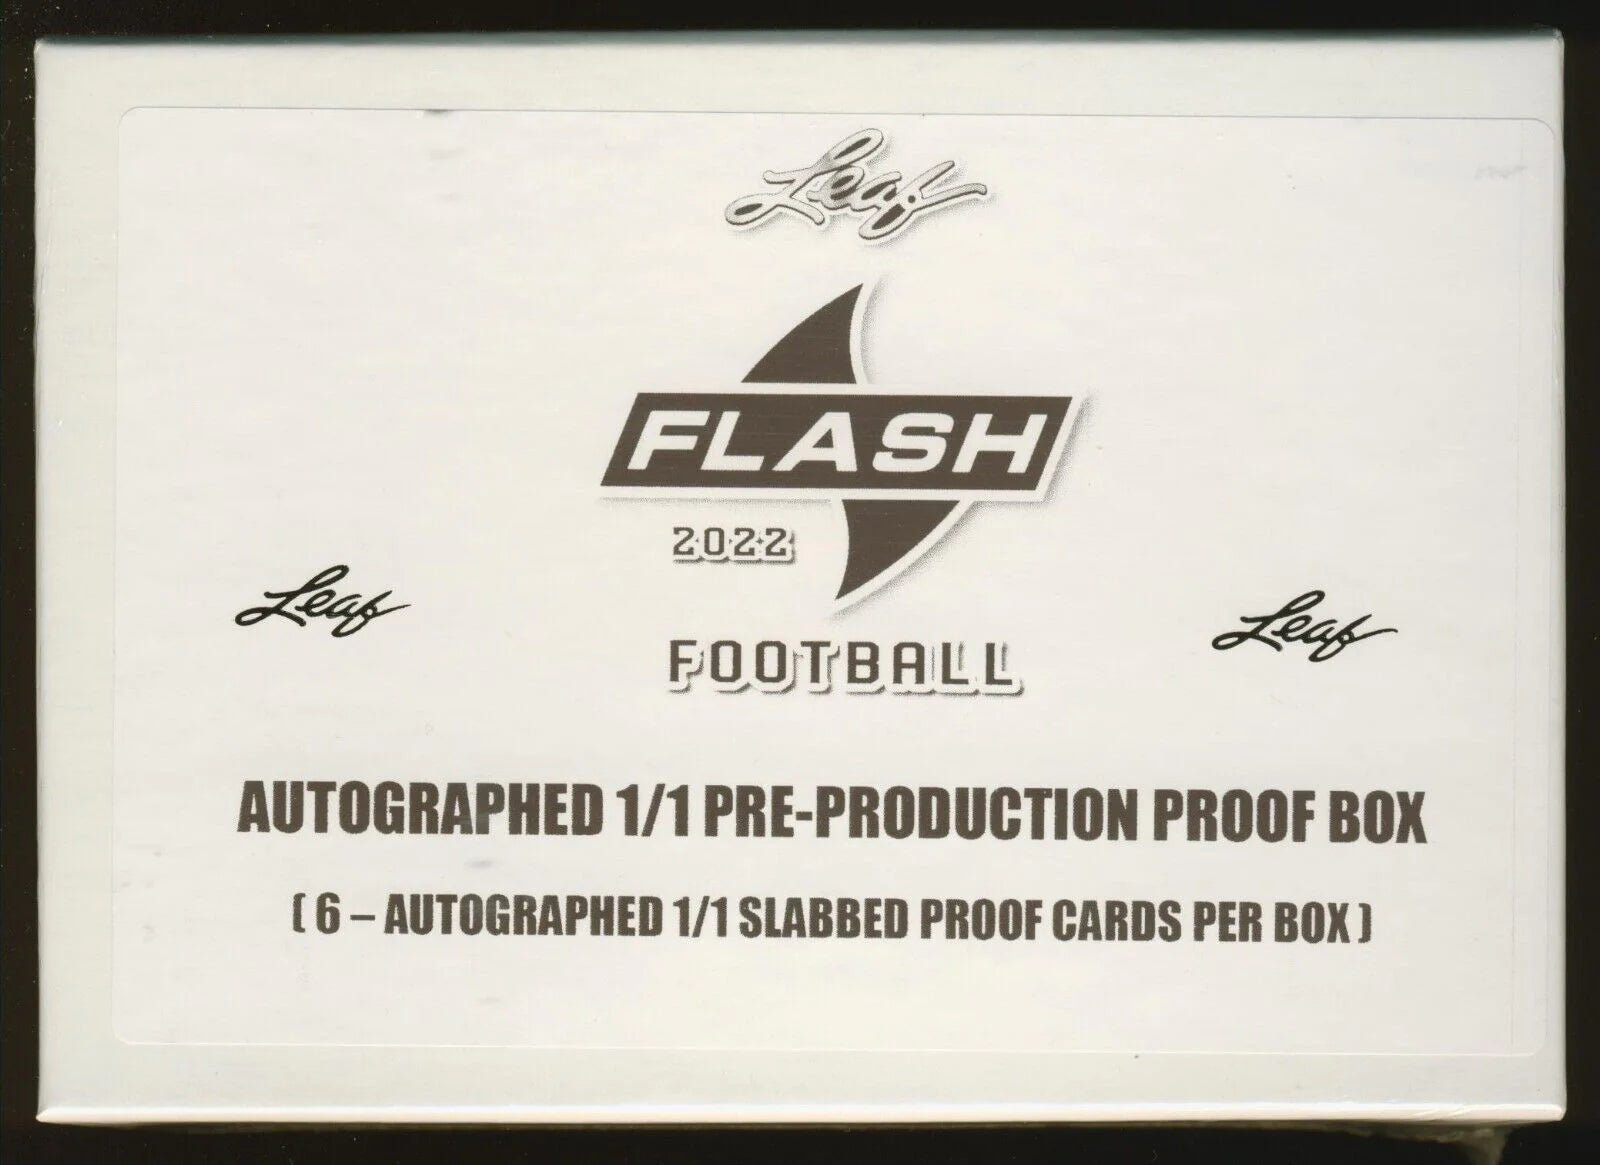 Leaf
FLASH
2022
Leaf
Leaf
FOOTBALL
AUTOGRAPHED 1/1 PRE-PRODUCTION PROOF BOX
( 6 – AUTOGRAPHED 1/1 SLABBED PROOF CARDS PER BOX )